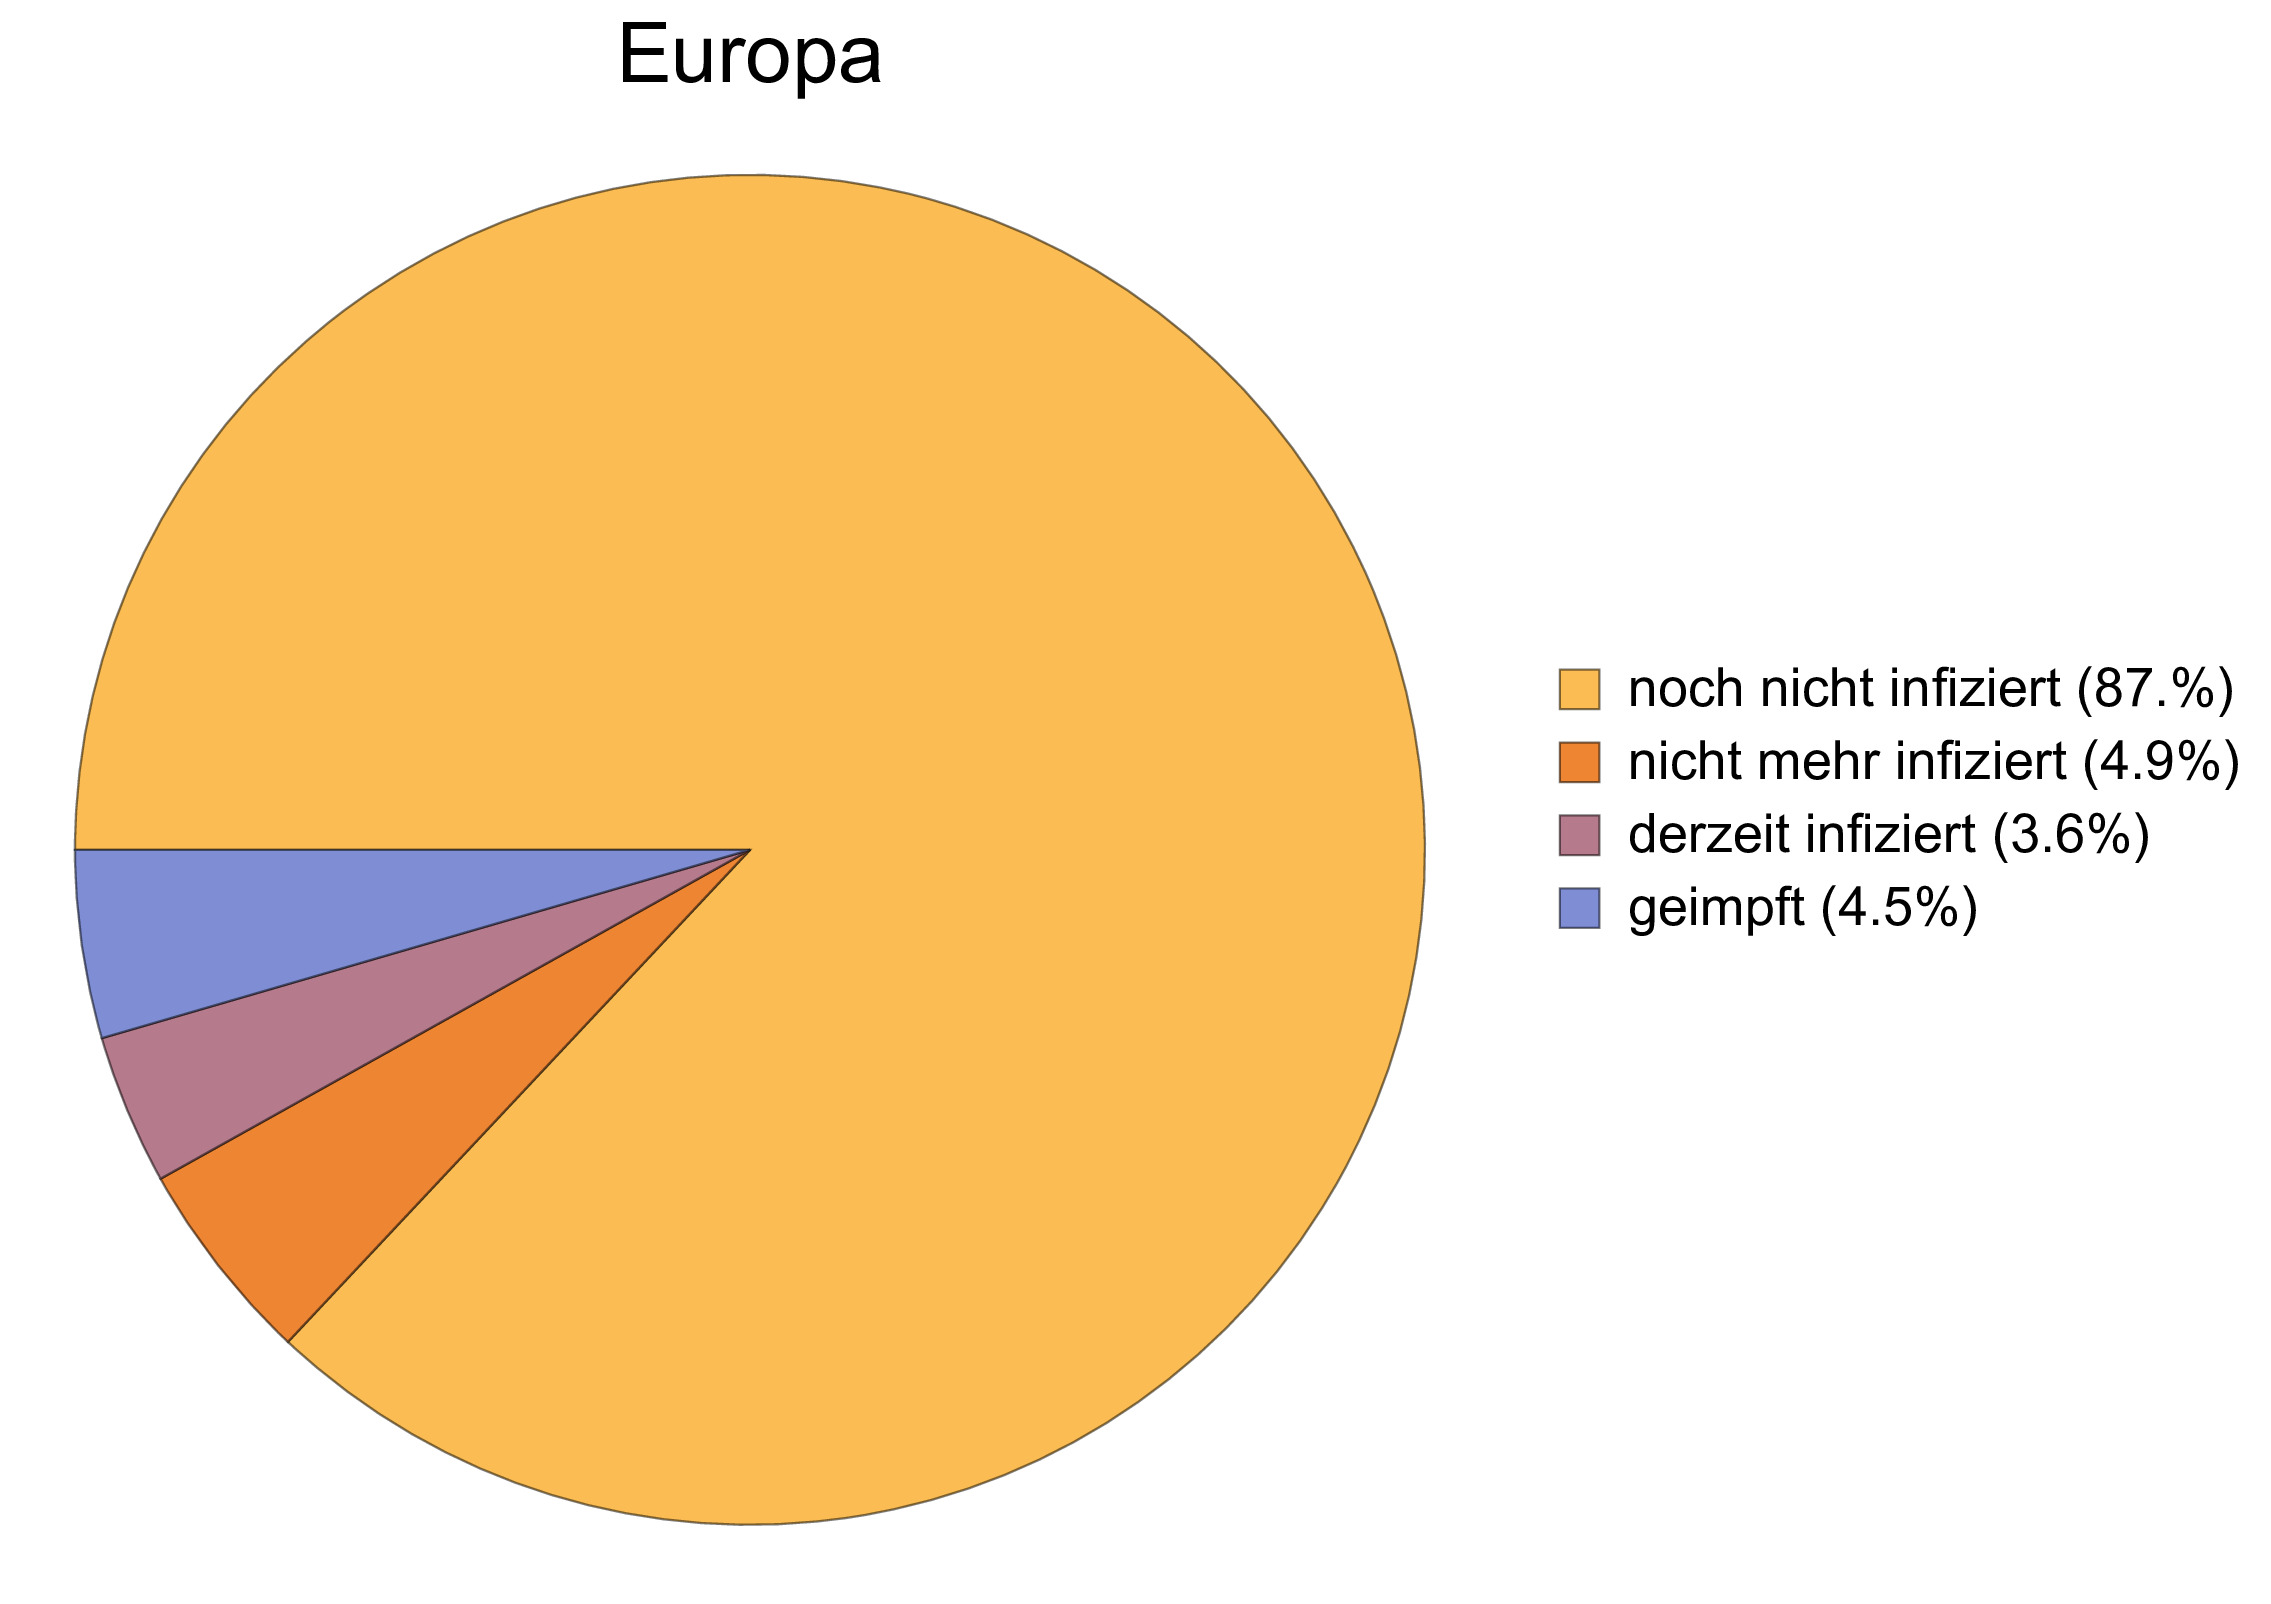 Europa
noch nicht infiziert (87.%)
nicht mehr infiziert (4.9%)
derzeit infiziert (3.6%)
geimpft (4.5%)